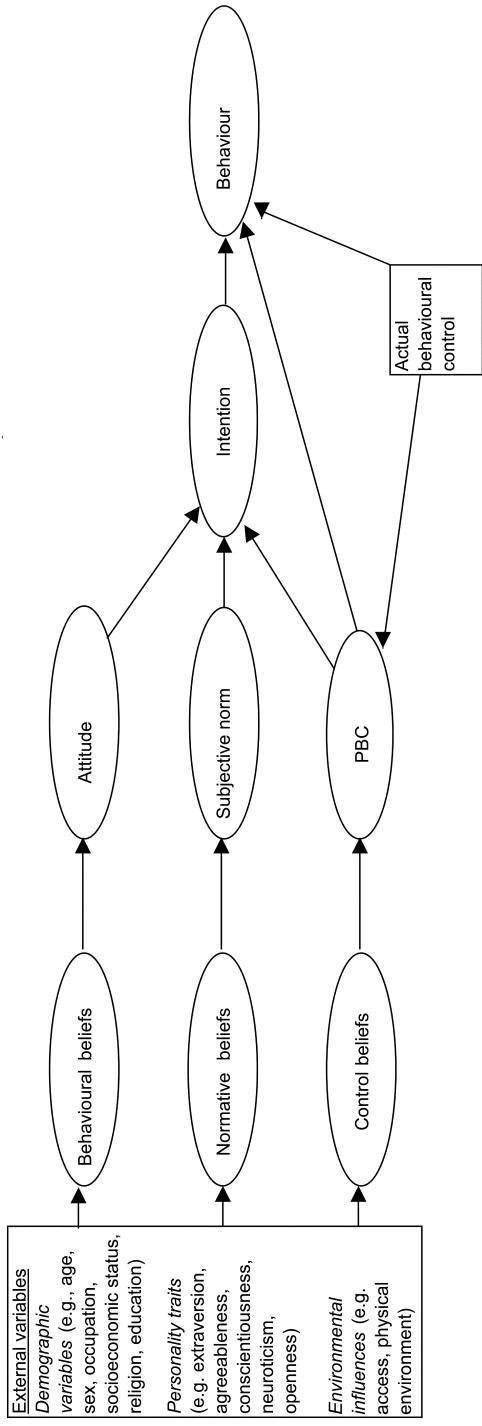 External variables
Demographic
variables (e.g., age,
sex, occupation,
socioeconomic status,
religion, education)
Personality traits
(e.g. extraversion,
agreeableness,
conscientiousness,
neuroticism,
openness)
Environmental
influences (e.g.
access, physical
environment)
Behavioural beliefs
Normative beliefs
Control beliefs
Attitude
Subjective norm
PBC
Intention
Actual
behavioural
control
Behaviour